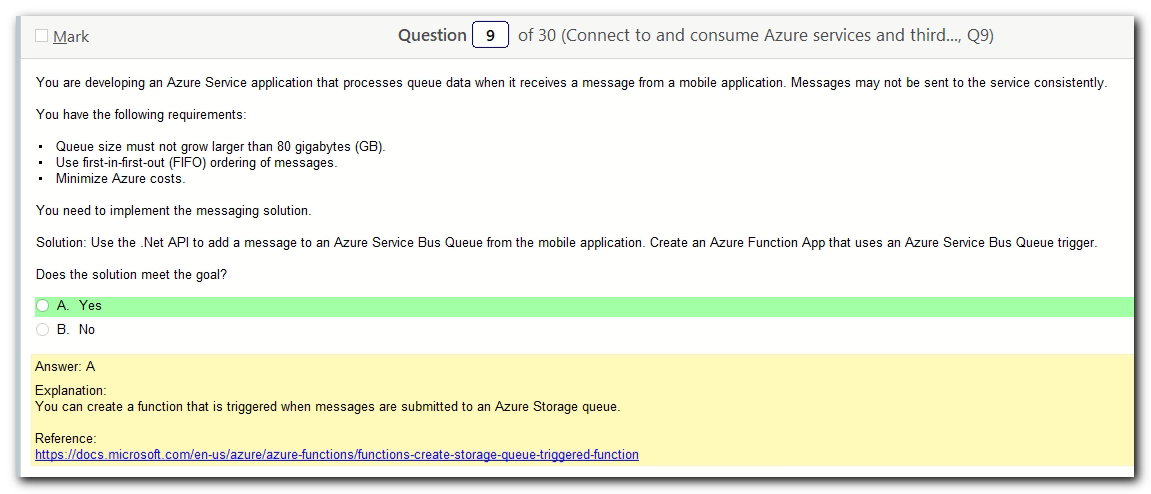 Mark Question 9 of 30 (Connect to and consume Azure services and third..., Q9)
You are developing an Azure Service application that processes queue data when it receives a message from a mobile application. Messages may not be sent to the service consistently.
You have the following requirements:
▪ Queue size must not grow larger than 80 gigabytes (GB).
▪ Use first-in-first-out (FIFO) ordering of messages.
▪ Minimize Azure costs.
You need to implement the messaging solution.
Solution: Use the .Net API to add a message to an Azure Service Bus Queue from the mobile application. Create an Azure Function App that uses an Azure Service Bus Queue trigger.
Does the solution meet the goal?
A. Yes
B. No
Answer: A
Explanation:
You can create a function that is triggered when messages are submitted to an Azure Storage queue.
Reference:
https://docs.microsoft.com/en-us/azure/azure-functions/functions-create-storage-queue-triggered-function